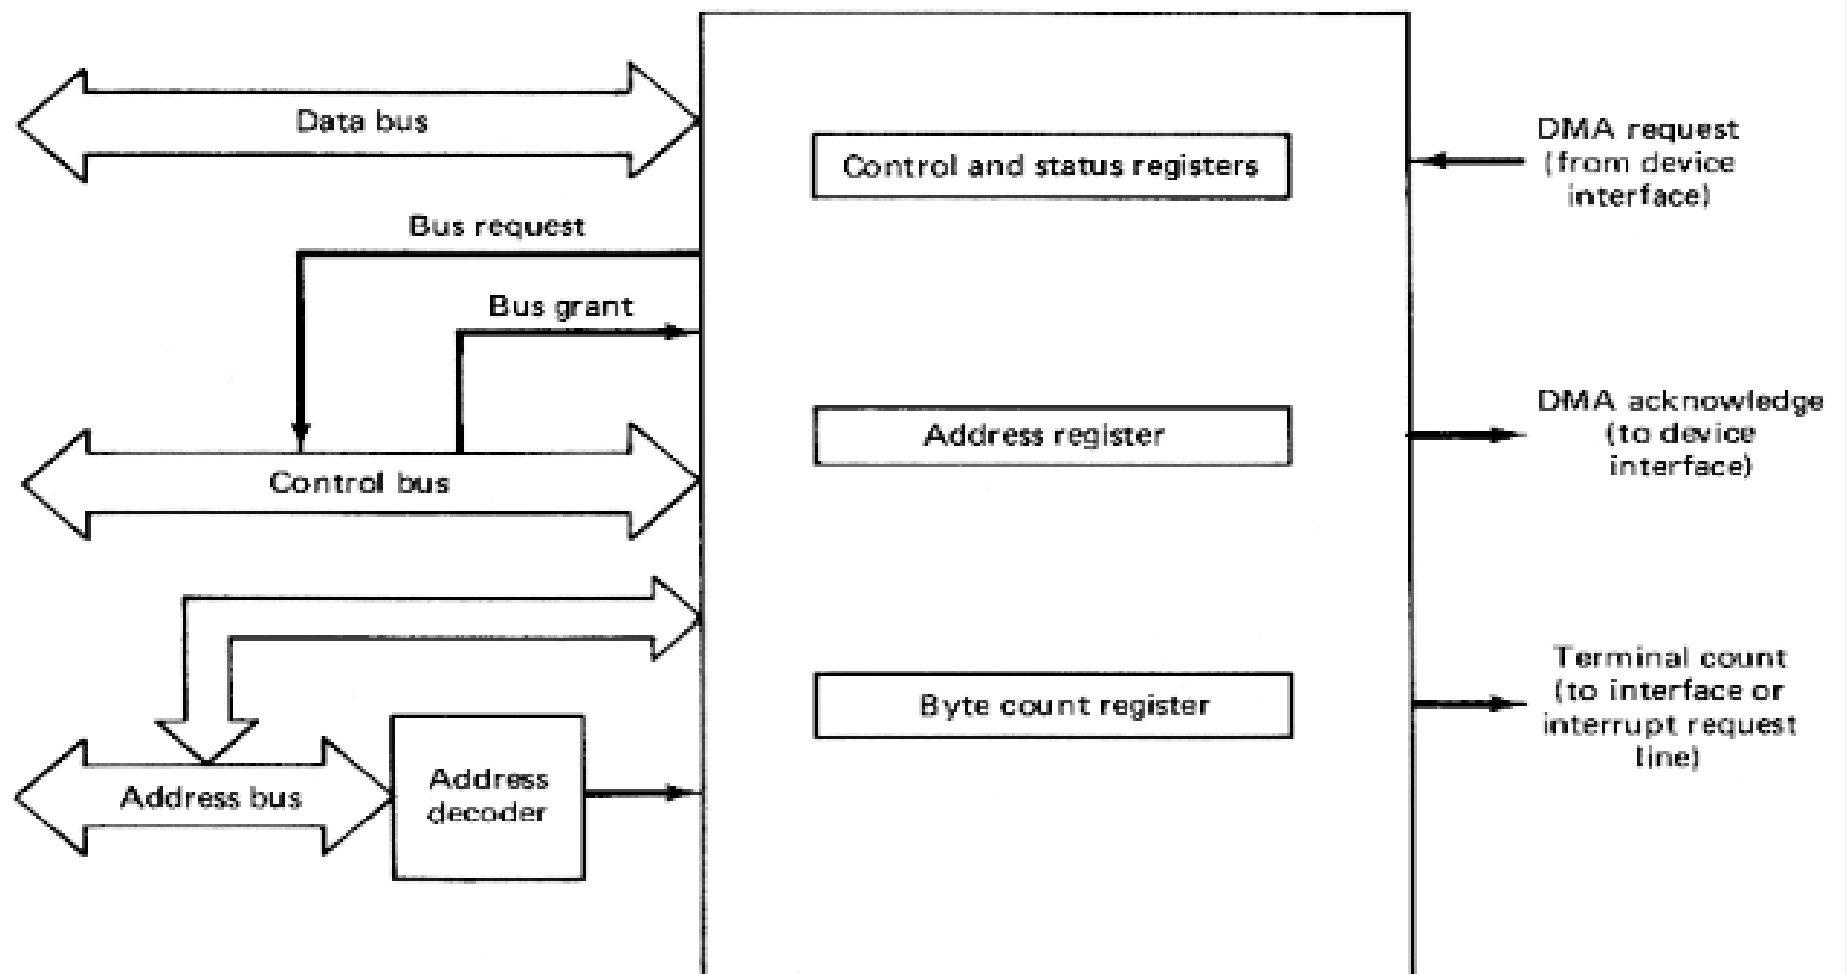 Data bus
Control and status registers
DMA request
(from device
interface)
Bus request
Bus grant
Address register
DMA acknowledge
(to device
interface)
Control bus
Terminal count
(to interface or
interrupt request
line)
Byte count register
Address bus
Address
decoder